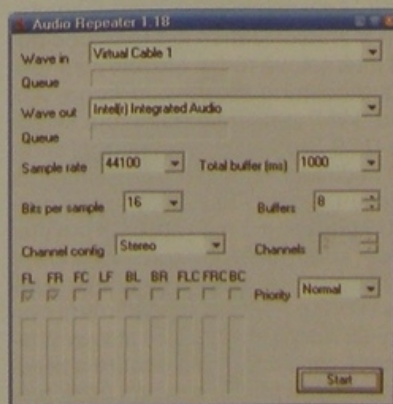 Audio Repeater 1.18
Wave in Virtual Cable 1
Queue
Wave out Intel(r) Integrated Audio
Queue
Sample rate 44100 Total buffer (ms) 1000
Bits per sample 16 Buffers 8
Channel config Stereo Channels
FL FR FC LF BL BR FLC FRC BC
Priority Normal
Start